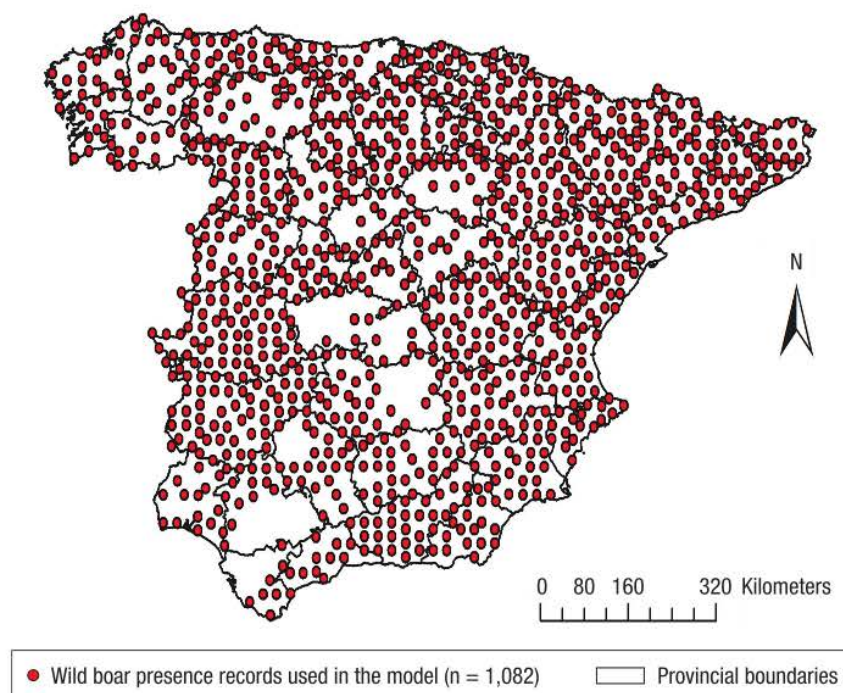 N
0 80 160 320 Kilometers
Wild boar presence records used in the model (n = 1,082)
Provincial boundaries